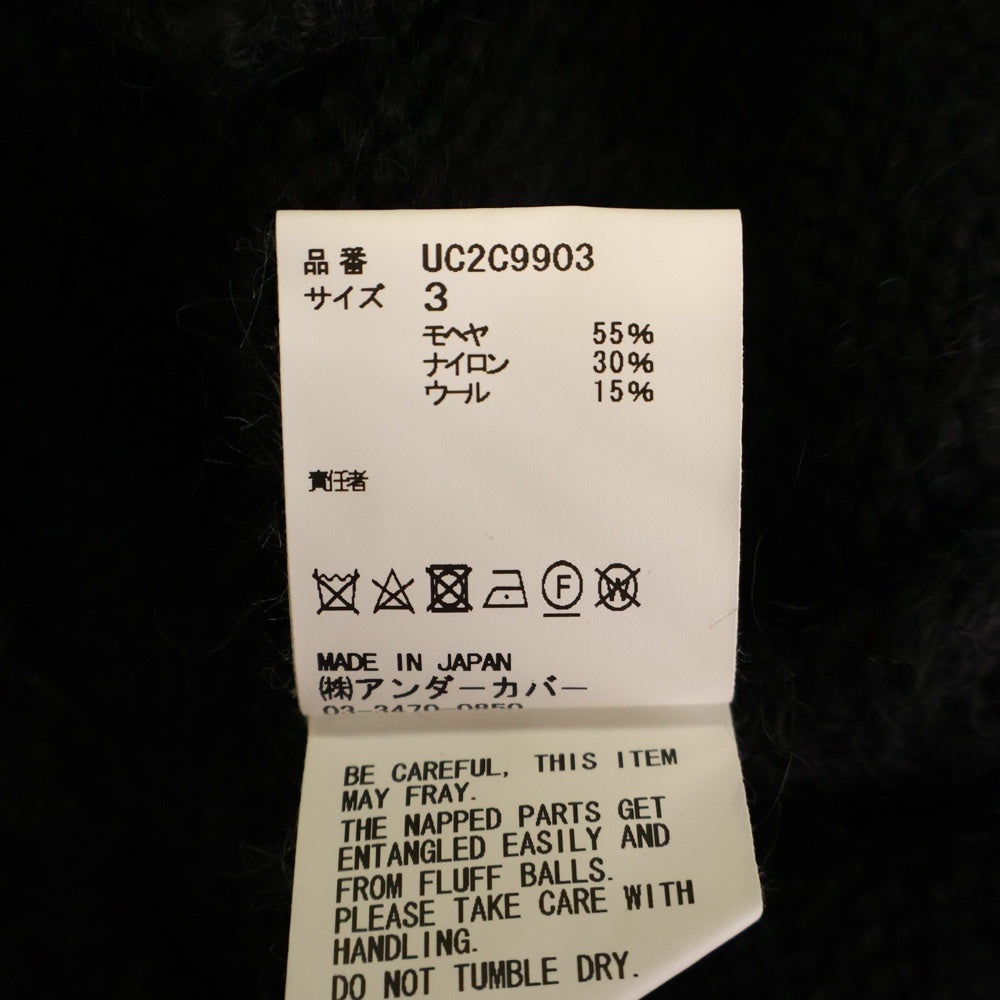 品番 UC2C9903
サイズ 3
モヘヤ 55%
ナイロン 30%
ウール 15%
責任者
F W
MADE IN JAPAN
(株)アンダーカバー
03-3470-0850
BE CAREFUL, THIS ITEM
MAY FRAY.
THE NAPPED PARTS GET
ENTANGLED EASILY AND
FROM FLUFF BALLS.
PLEASE TAKE CARE WITH
HANDLING.
DO NOT TUMBLE DRY.